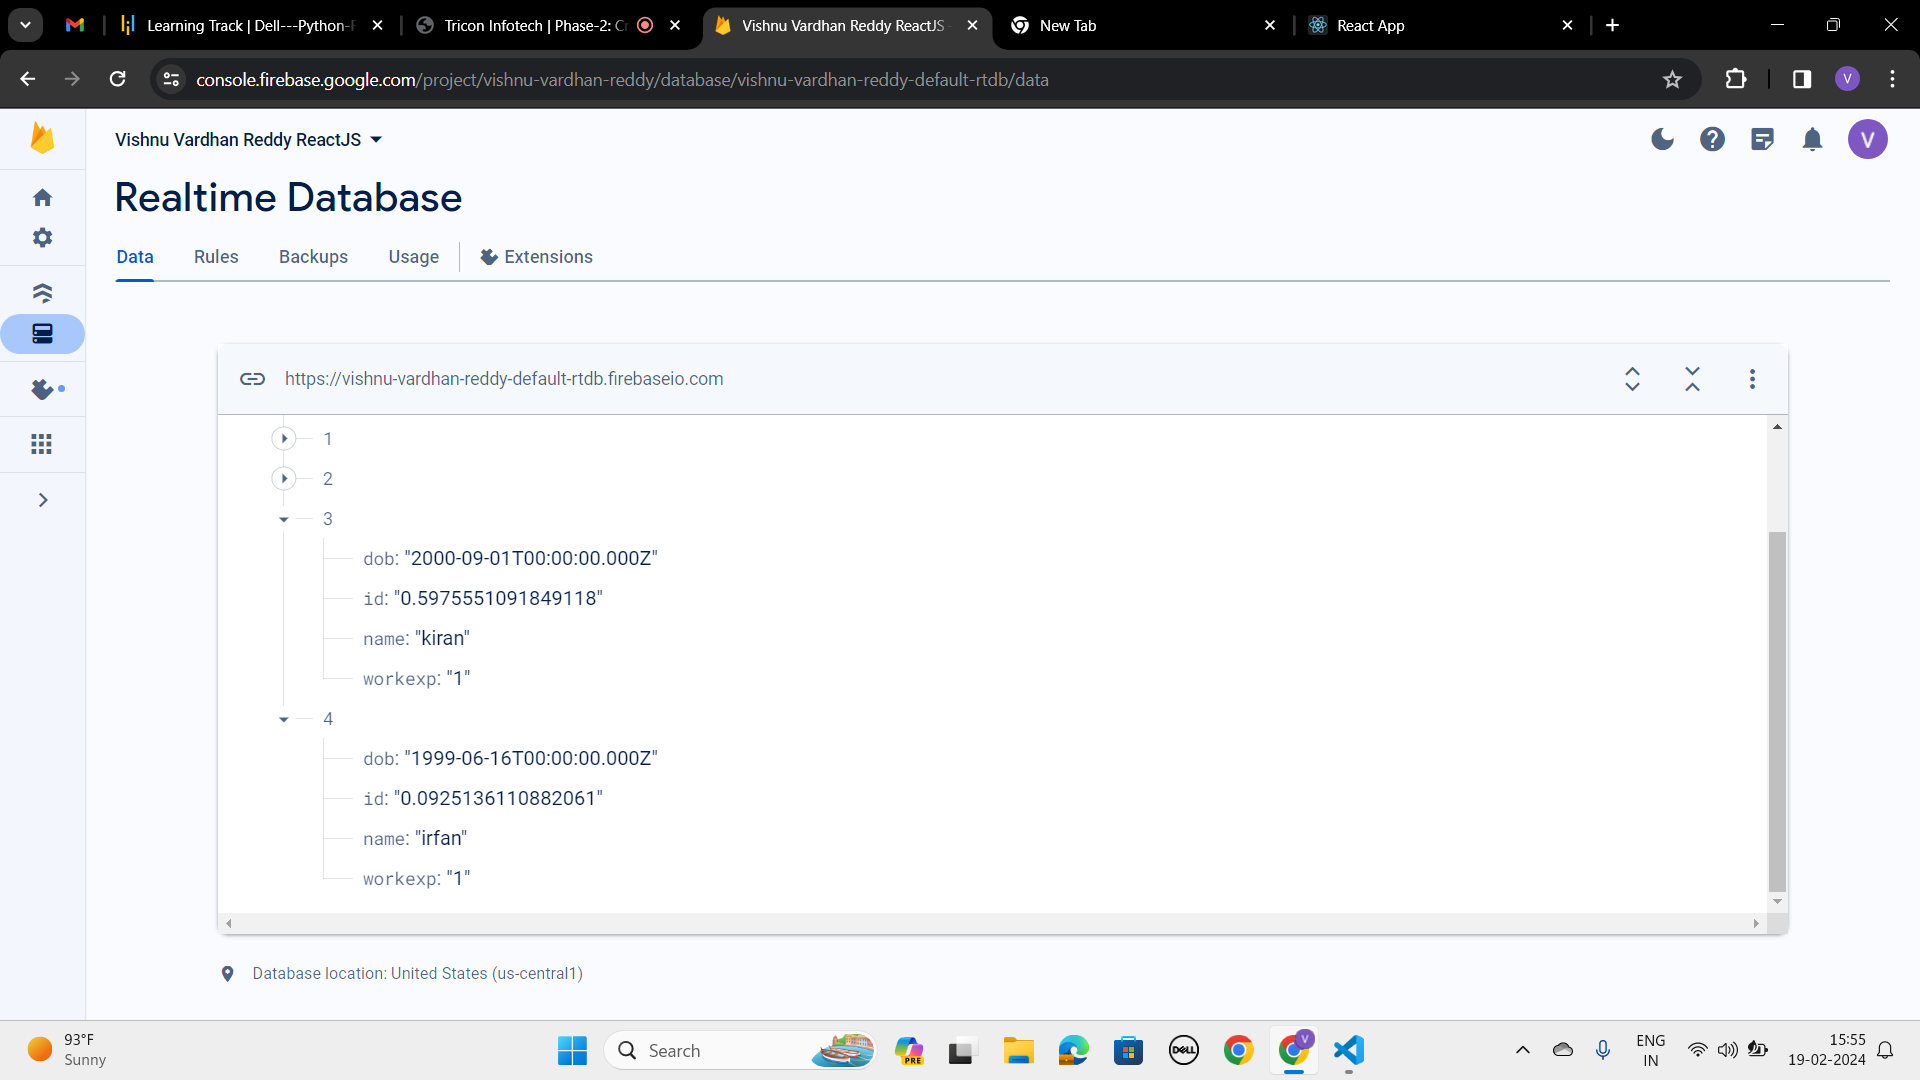 Learning Track | Dell---Python-F
Tricon Infotech | Phase-2: Cr
Vishnu Vardhan Reddy ReactJS
New Tab
React App
console.firebase.google.com/project/vishnu-vardhan-reddy/database/vishnu-vardhan-reddy-default-rtdb/data
V
Vishnu Vardhan Reddy ReactJS
V
Realtime Database
Data
Rules
Backups
Usage
Extensions
https://vishnu-vardhan-reddy-default-rtdb.firebaseio.com
1
2
3
dob: "2000-09-01T00:00:00.000Z"
id: "0.5975551091849118"
name: "kiran"
workexp: "1"
4
dob: "1999-06-16T00:00:00.000Z"
id: "0.0925136110882061"
name: "irfan"
workexp: "1"
Database location: United States (us-central1)
93°F
Sunny
Search
PRE
DELL
V
ENG
IN
15:55
19-02-2024